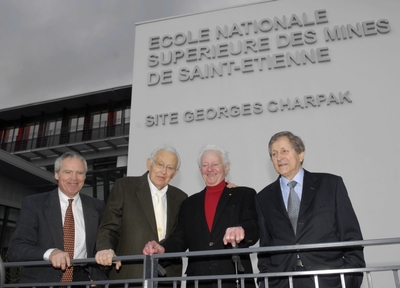 ECOLE NATIONALE
SUPERIEURE DES MINES
DE SAINT-ETIENNE
SITE GEORGES CHARPAK